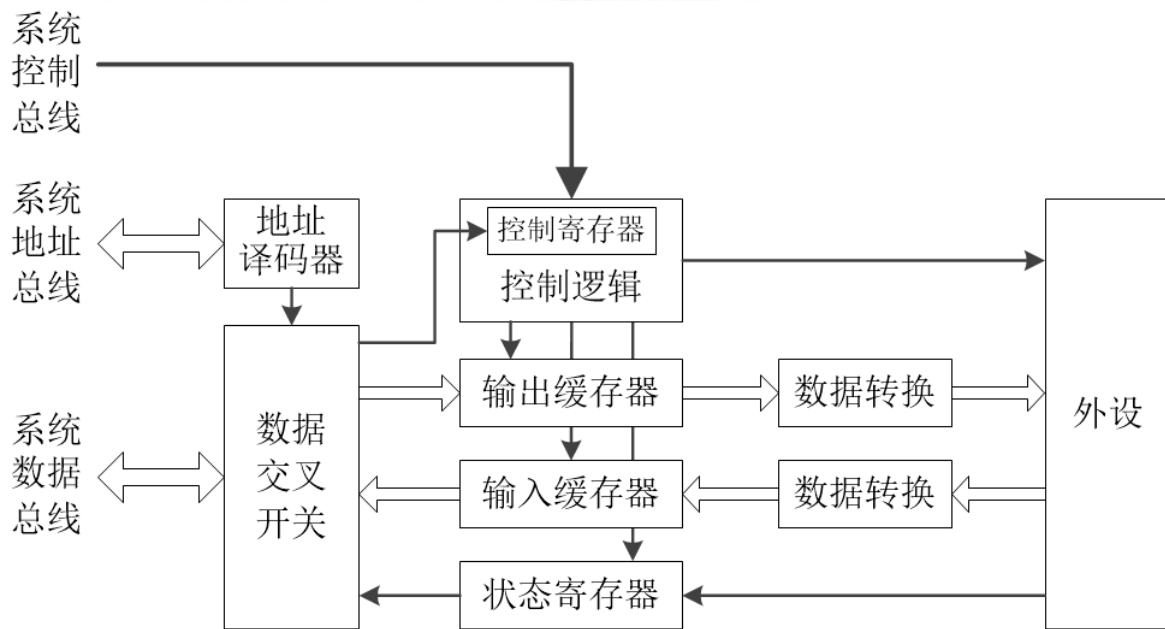 系统
控制
总线
系统
地址
总线
地址
译码器
控制寄存器
控制逻辑
输出缓存器
数据转换
外设
系统
数据
总线
数据
交叉
开关
输入缓存器
数据转换
状态寄存器